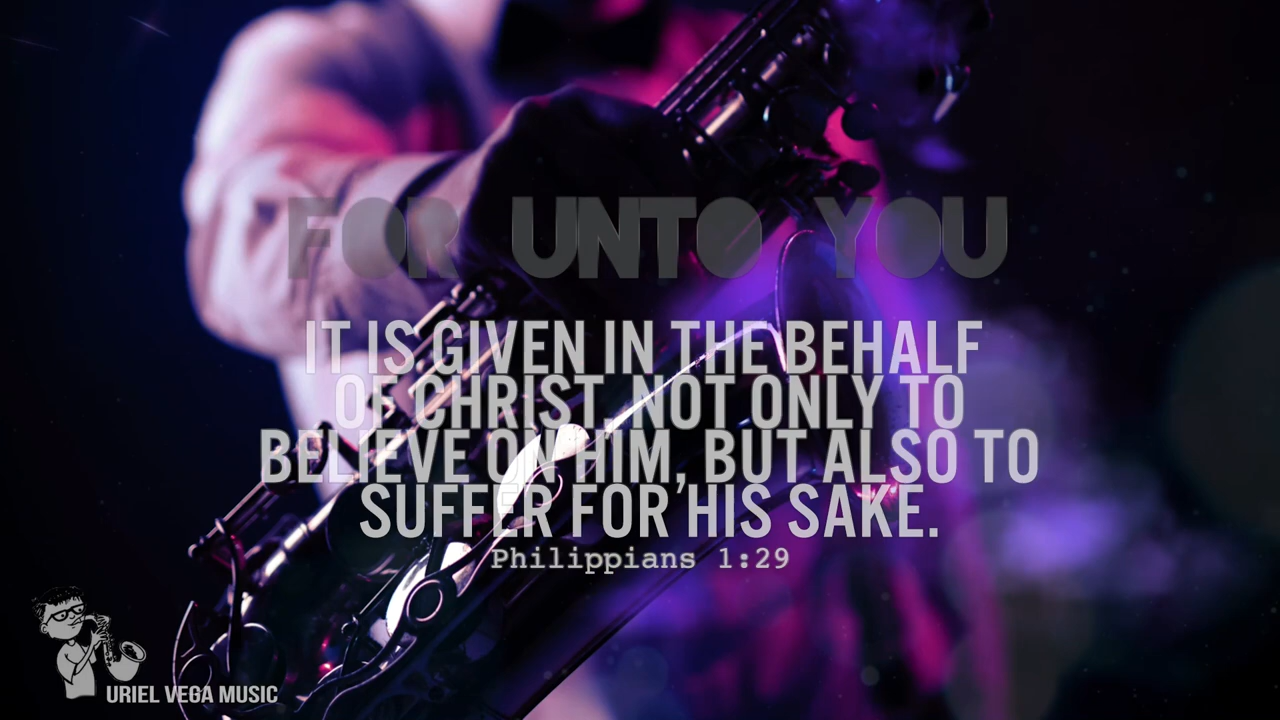 FOR UNTO YOU
IT IS GIVEN IN THE BEHALF
OF CHRIST, NOT ONLY TO
BELIEVE ON HIM, BUT ALSO TO
SUFFER FOR HIS SAKE.
Philippians 1:29
URIEL VEGA MUSIC